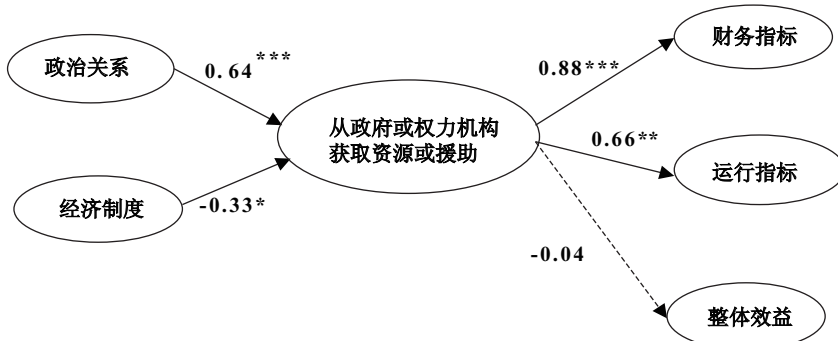 政治关系
0.64***
经济制度
-0.33*
从政府或权力机构
获取资源或援助
0.88***
财务指标
0.66**
运行指标
-0.04
整体效益